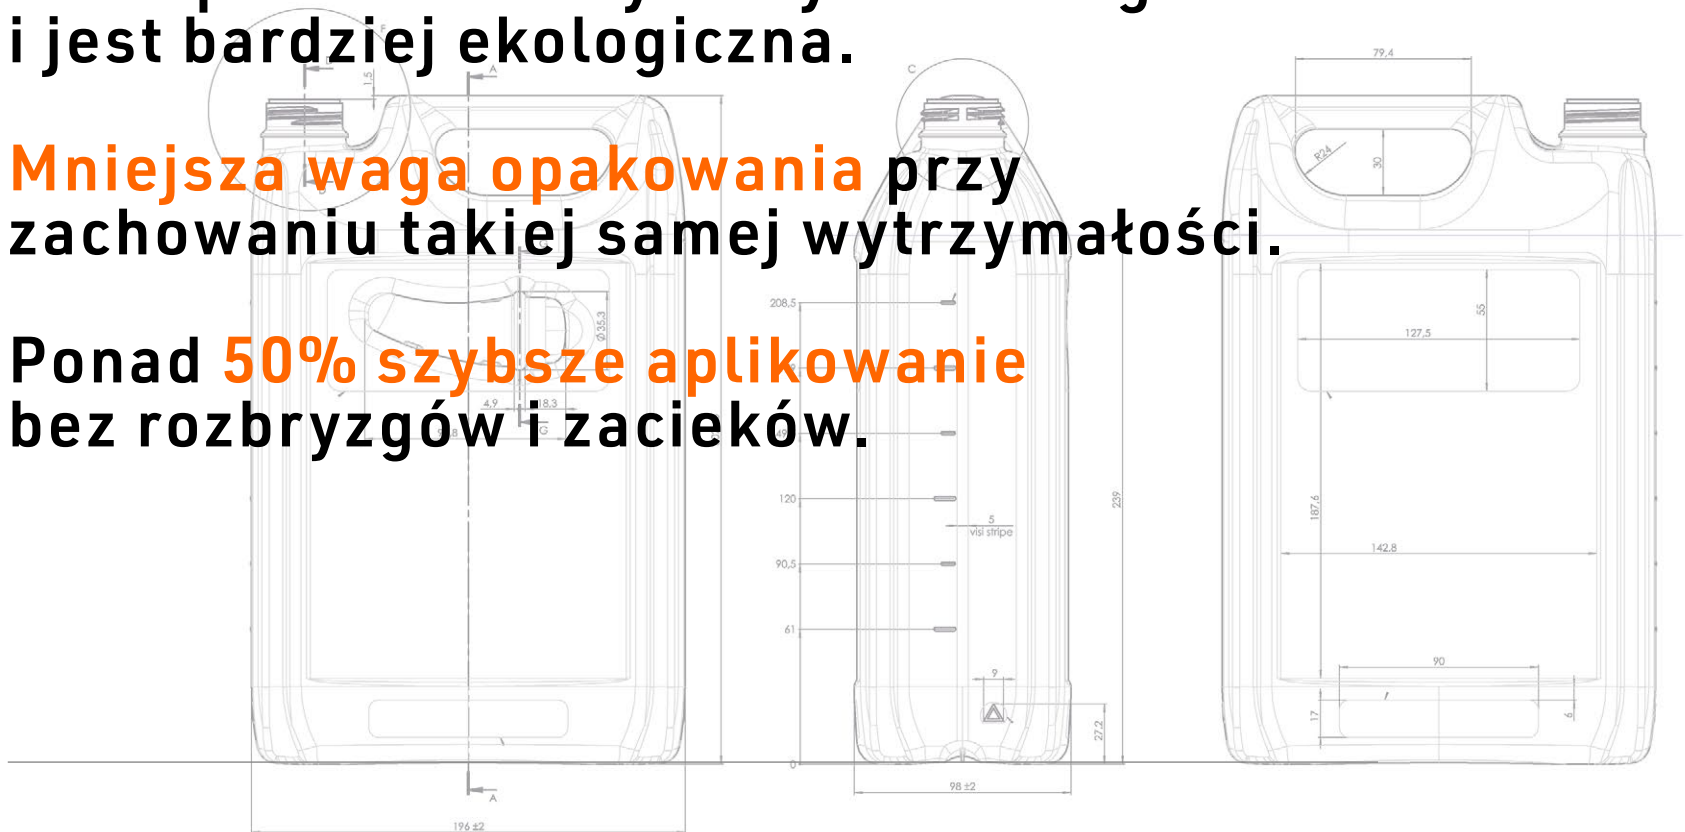 i jest bardziej ekologiczna.
Mniejsza waga opakowania przy
zachowaniu takiej samej wytrzymałości.
Ponad 50% szybsze aplikowanie
bez rozbryzgów i zacieków.
F
D
A
1,5
C
79,4
R24
30
208,5
Ø35,3
55
127,5
4,9
18,3
G
120
5
visi stripe
239
187,6
142,8
90,5
61
9
90
17
6
27,2
0
A
98 ±2
196 ±2